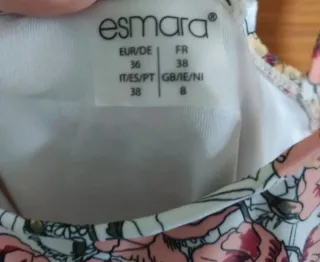 esmara®
EUR/DE FR
36 38
IT/ES/PT GB/IE/NI
38 8